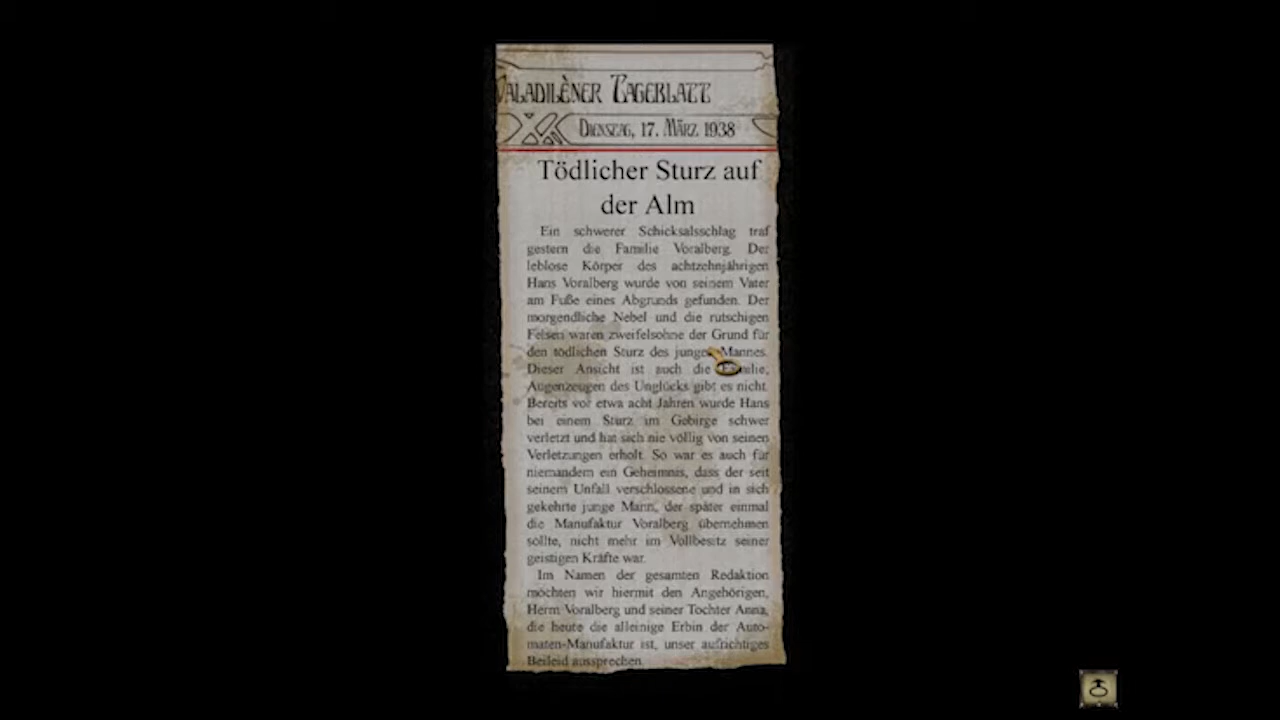 VALADILÈNER TAGEBLATT
DIENSTAG, 17. MÄRZ 1938
Tödlicher Sturz auf
der Alm
Ein schwerer Schicksalsschlag traf
gestern die Familie Voralberg. Der
leblose Körper des achtzehnjährigen
Hans Voralberg wurde von seinem Vater
am Fuße eines Abgrunds gefunden. Der
morgendliche Nebel und die rutschigen
Felsen waren zweifelsohne der Grund für
den tödlichen Sturz des jungen Mannes.
Dieser Ansicht ist auch die Familie,
Augenzeugen des Unglücks gibt es nicht.
Bereits vor etwa acht Jahren wurde Hans
bei einem Sturz im Gebirge schwer
verletzt und hat sich nie völlig von seinen
Verletzungen erholt. So war es auch für
niemandem ein Geheimnis, dass der seit
seinem Unfall verschlossene und in sich
gekehrte junge Mann, der später einmal
die Manufaktur Voralberg übernehmen
sollte, nicht mehr im Vollbesitz seiner
geistigen Kräfte war.
Im Namen der gesamten Redaktion
möchten wir hiermit den Angehörigen,
Herrn Voralberg und seiner Tochter Anna,
die heute die alleinige Erbin der Auto-
maten-Manufaktur ist, unser aufrichtiges
Beileid aussprechen.